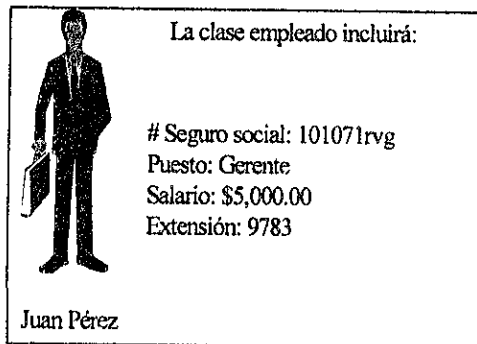 La clase empleado incluirá:
# Seguro social: 101071rvg
Puesto: Gerente
Salario: $5,000.00
Extensión: 9783
Juan Pérez